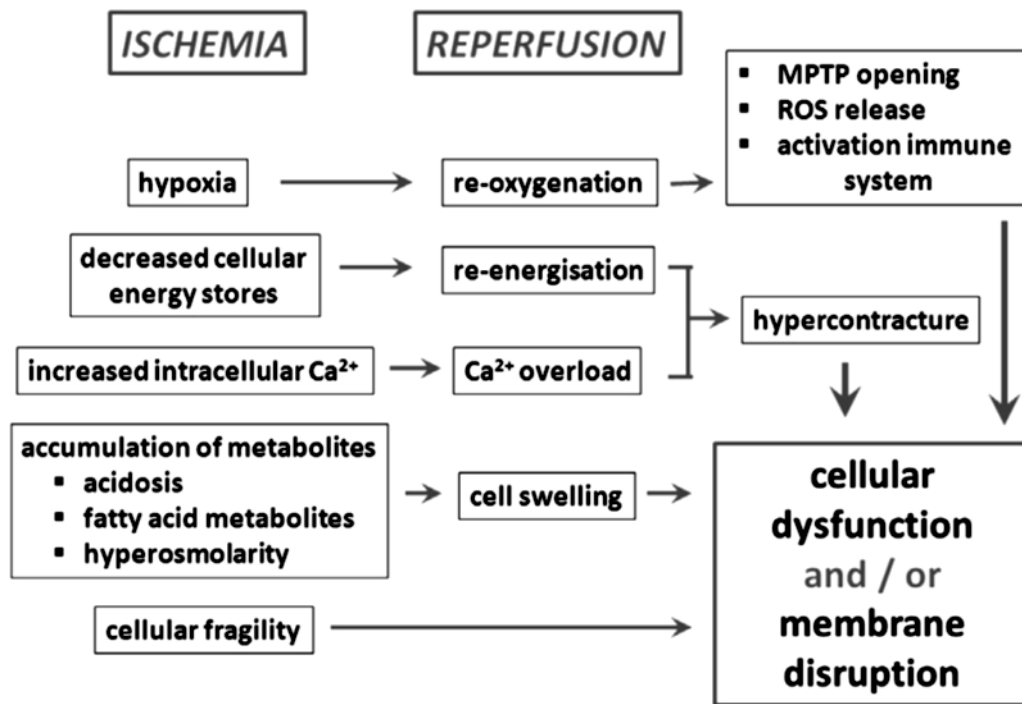 ISCHEMIA
REPERFUSION
▪ MPTP opening
▪ ROS release
▪ activation immune
system
hypoxia
re-oxygenation
decreased cellular
energy stores
re-energisation
hypercontracture
increased intracellular Ca²⁺
Ca²⁺ overload
accumulation of metabolites
▪ acidosis
▪ fatty acid metabolites
▪ hyperosmolarity
cell swelling
cellular fragility
cellular
dysfunction
and / or
membrane
disruption